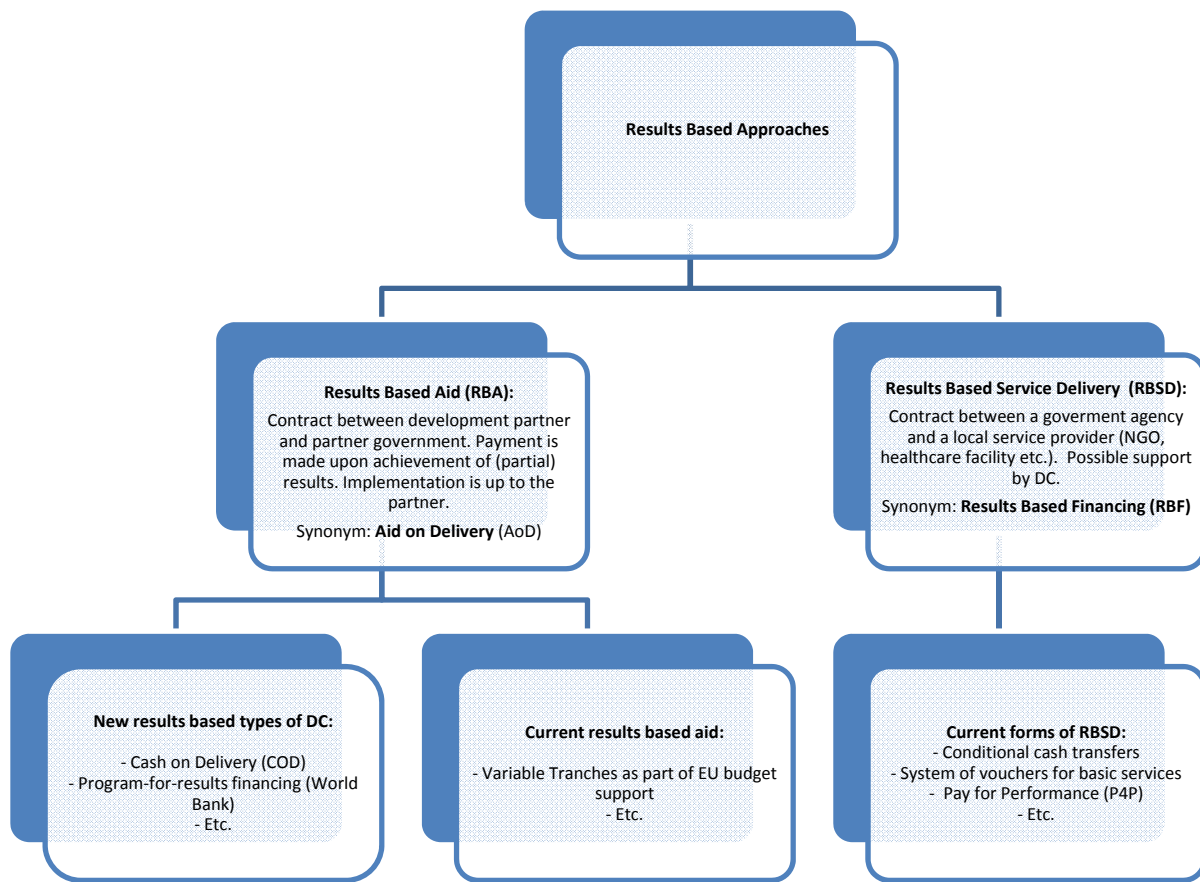 Results Based Approaches
Results Based Aid (RBA):
Contract between development partner
and partner government. Payment is
made upon achievement of (partial)
results. Implementation is up to the
partner.
Synonym: Aid on Delivery (AoD)
Results Based Service Delivery (RBSD):
Contract between a goverment agency
and a local service provider (NGO,
healthcare facility etc.). Possible support
by DC.
Synonym: Results Based Financing (RBF)
New results based types of DC:
- Cash on Delivery (COD)
- Program-for-results financing (World
Bank)
- Etc.
Current results based aid:
- Variable Tranches as part of EU budget
support
- Etc.
Current forms of RBSD:
- Conditional cash transfers
- System of vouchers for basic services
- Pay for Performance (P4P)
- Etc.